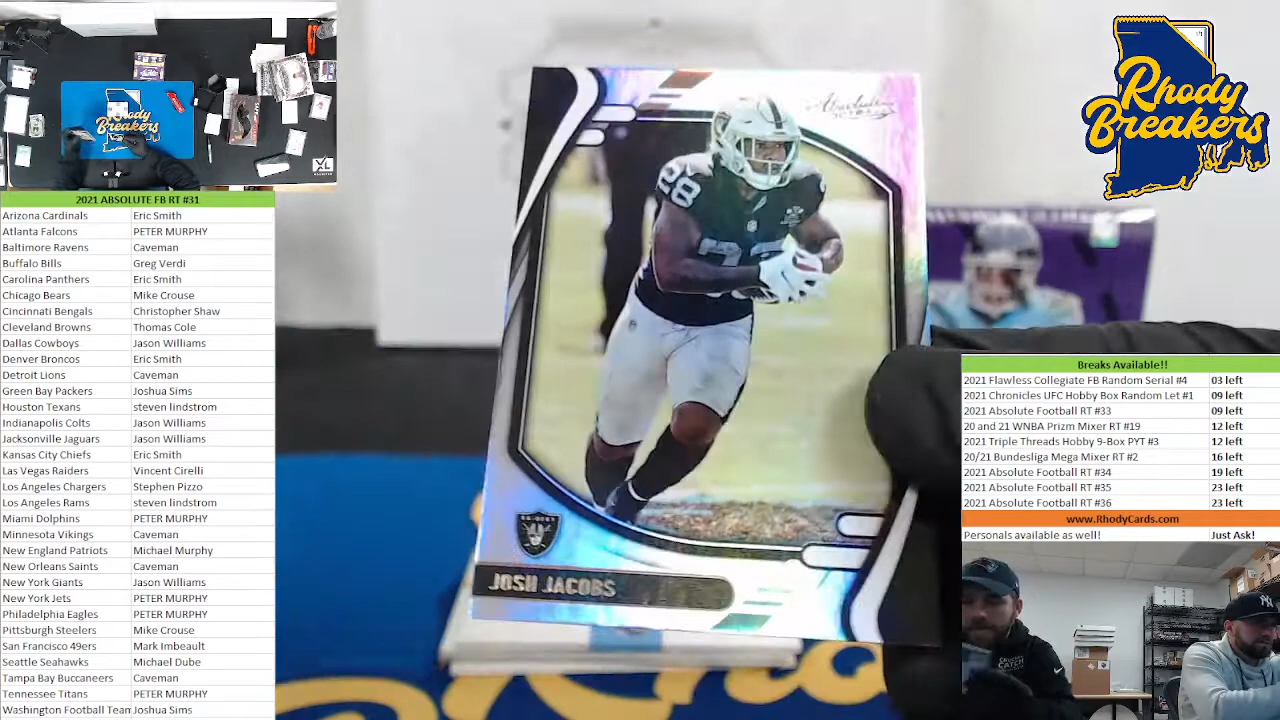 Rhody
Breakers
XL
Rhody
Breakers
2021 ABSOLUTE FB RT #31
Arizona Cardinals Eric Smith
Atlanta Falcons PETER MURPHY
Baltimore Ravens Caveman
Buffalo Bills Greg Verdi
Carolina Panthers Eric Smith
Chicago Bears Mike Crouse
Cincinnati Bengals Christopher Shaw
Cleveland Browns Thomas Cole
Dallas Cowboys Jason Williams
Denver Broncos Eric Smith
Detroit Lions Caveman
Green Bay Packers Joshua Sims
Houston Texans steven lindstrom
Indianapolis Colts Jason Williams
Jacksonville Jaguars Jason Williams
Kansas City Chiefs Eric Smith
Las Vegas Raiders Vincent Cirelli
Los Angeles Chargers Stephen Pizzo
Los Angeles Rams steven lindstrom
Miami Dolphins PETER MURPHY
Minnesota Vikings Caveman
New England Patriots Michael Murphy
New Orleans Saints Caveman
New York Giants Jason Williams
New York Jets PETER MURPHY
Philadelphia Eagles PETER MURPHY
Pittsburgh Steelers Mike Crouse
San Francisco 49ers Mark Imbeault
Seattle Seahawks Michael Dube
Tampa Bay Buccaneers Caveman
Tennessee Titans PETER MURPHY
Washington Football Team Joshua Sims
Absolute
28
28
RAIDERS
JOSH JACOBS
Breaks Available!!
2021 Flawless Collegiate FB Random Serial #4 03 left
2021 Chronicles UFC Hobby Box Random Let #1 09 left
2021 Absolute Football RT #33 09 left
20 and 21 WNBA Prizm Mixer RT #19 12 left
2021 Triple Threads Hobby 9-Box PYT #3 12 left
20/21 Bundesliga Mega Mixer RT #2 16 left
2021 Absolute Football RT #34 19 left
2021 Absolute Football RT #35 23 left
2021 Absolute Football RT #36 23 left
www.RhodyCards.com
Personals available as well! Just Ask!
CATCH